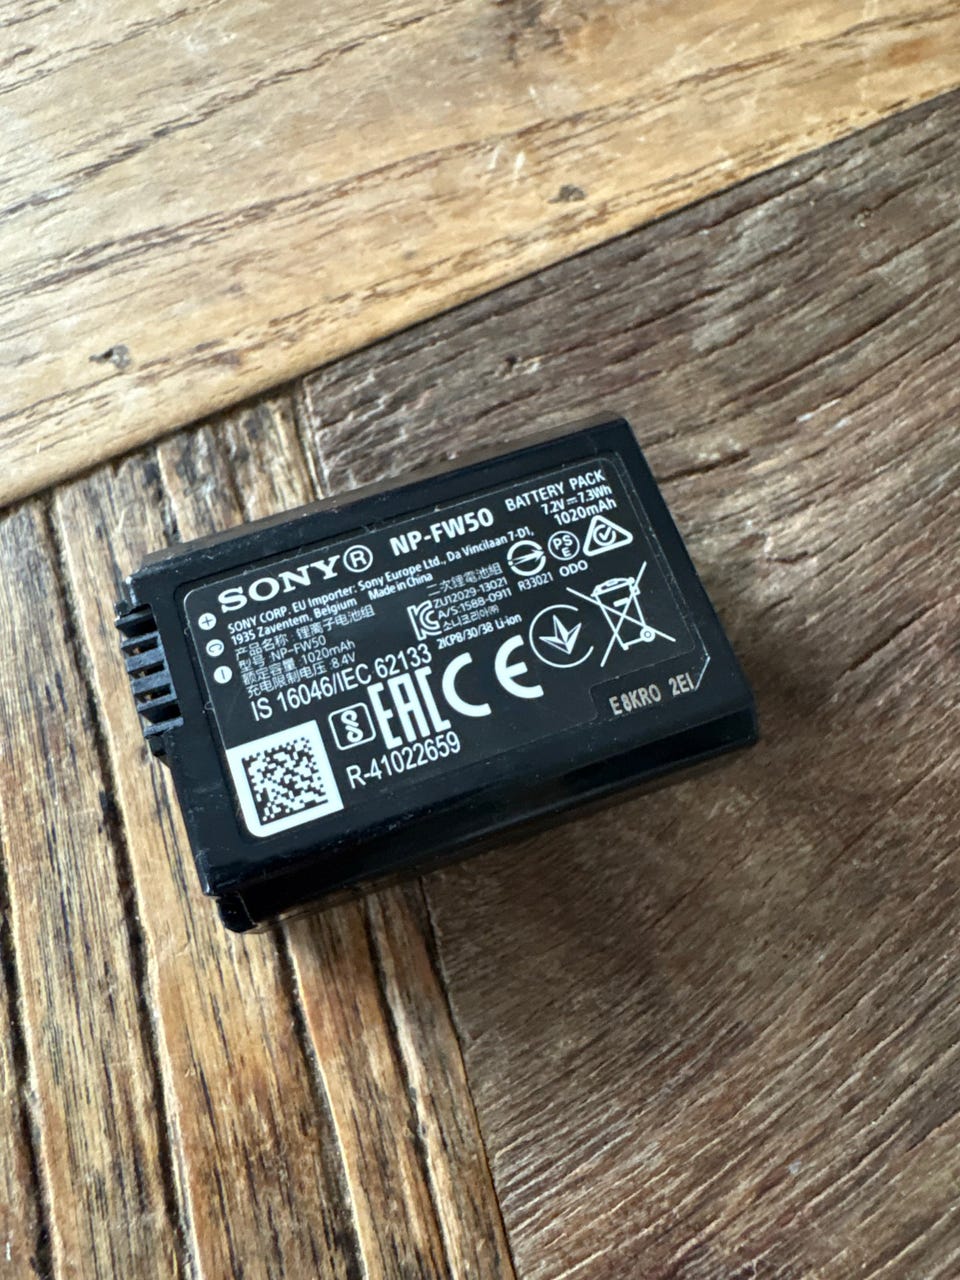 SONY® NP-FW50 BATTERY PACK
7.2V⎓7.3Wh
1020mAh
SONY CORP. EU Importer: Sony Europe Ltd., Da Vincilaan 7-D1,
1935 Zaventem, Belgium Made in China
产品名称: 锂离子电池组
型号: NP-FW50
额定容量: 1020mAh
充电限制电压: 8.4V
二次锂電池組
ZU12029-13021
A/S:1588-0911
소니코리아㈜
R33021
PSE
ODO
2ICP8/30/38 Li-ion
IS 16046/IEC 62133
EAC CE
R-41022659
E8KR0 2EI
+
C
−